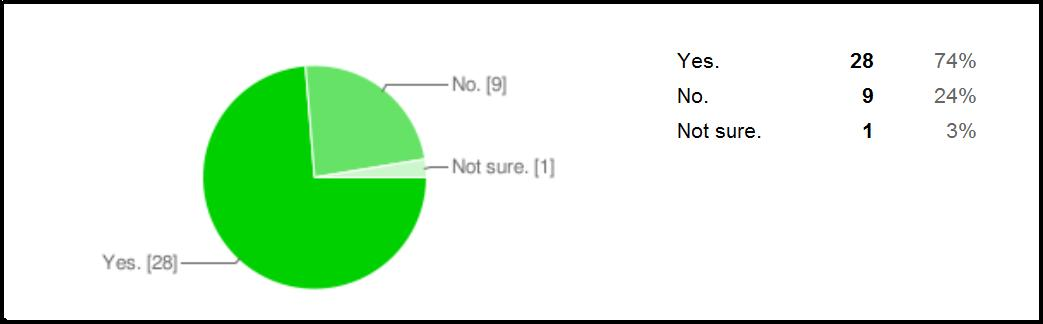 No. [9]
Not sure. [1]
Yes. [28]
Yes. 28 74%
No. 9 24%
Not sure. 1 3%